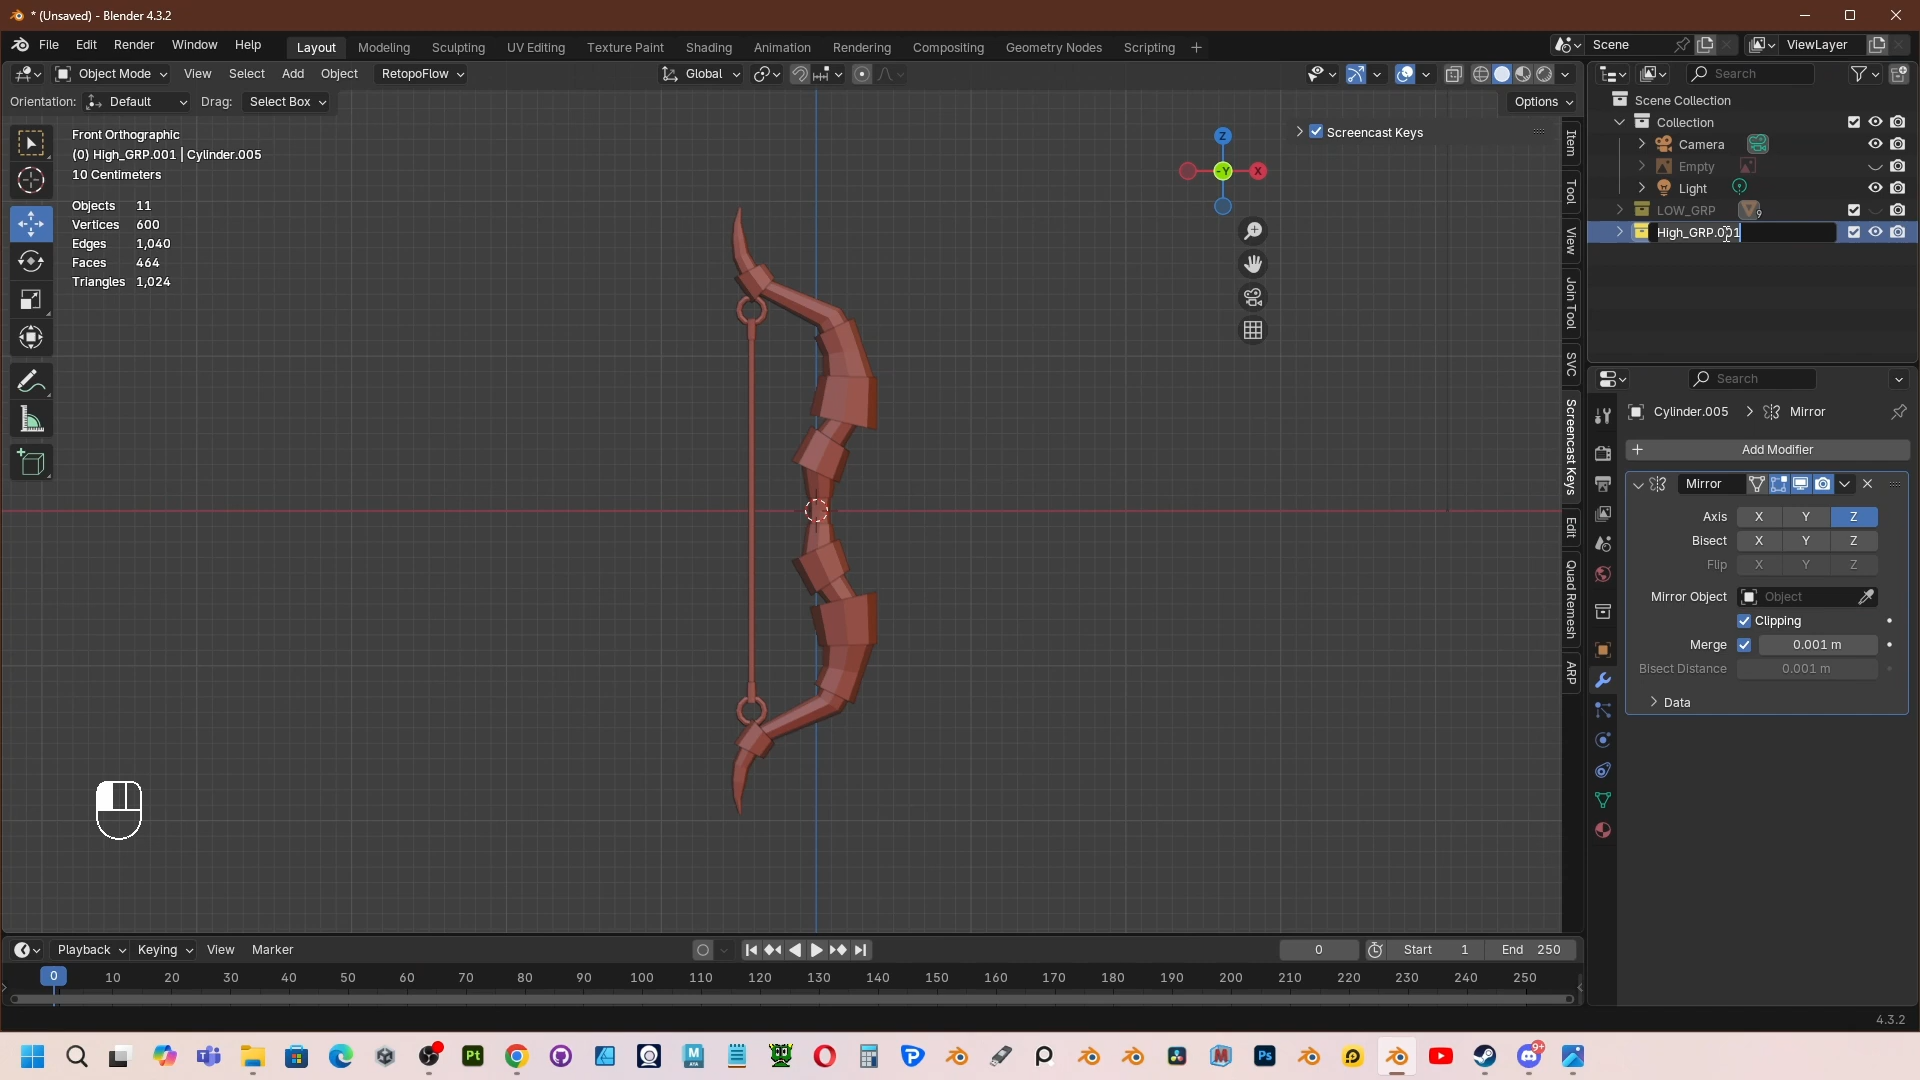 * (Unsaved) - Blender 4.3.2
File Edit Render Window Help Layout Modeling Sculpting UV Editing Texture Paint Shading Animation Rendering Compositing Geometry Nodes Scripting + Scene ViewLayer
Object Mode View Select Add Object RetopoFlow Global Search
Orientation: Default Drag: Select Box Options
Front Orthographic
(0) High_GRP.001 | Cylinder.005
10 Centimeters
Objects 11
Vertices 600
Edges 1,040
Faces 464
Triangles 1,024
Screencast Keys
Z
-Y
X
Item
Tool
View
Join Tool
SVC
Screencast Keys
Edit
Quad Remesh
ARP
Scene Collection
Collection
Camera
Empty
Light
LOW_GRP 9
High_GRP.001
Search
Cylinder.005 > Mirror
+ Add Modifier
Mirror
Axis X Y Z
Bisect X Y Z
Flip X Y Z
Mirror Object Object
Clipping
Merge 0.001 m
Bisect Distance 0.001 m
Data
Playback Keying View Marker 0 Start 1 End 250
0 10 20 30 40 50 60 70 80 90 100 110 120 130 140 150 160 170 180 190 200 210 220 230 240 250
4.3.2
Pt
M
Ps
9+